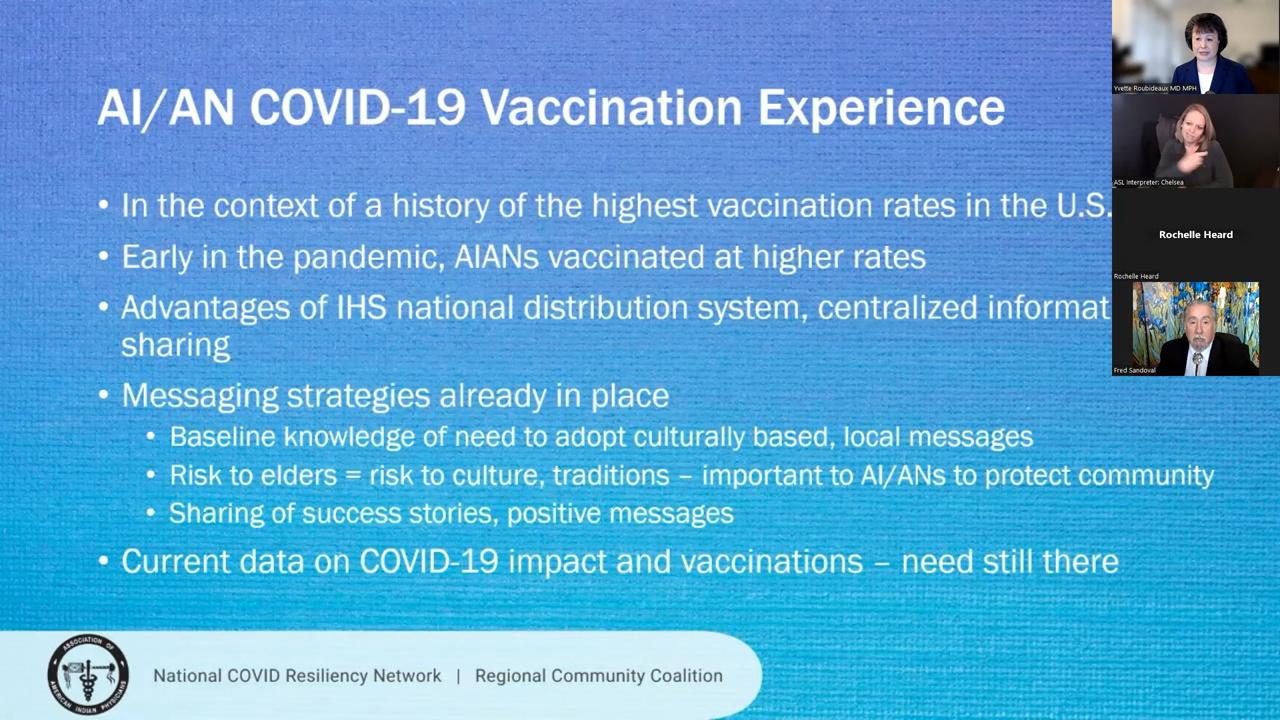 AI/AN COVID-19 Vaccination Experience
• In the context of a history of the highest vaccination rates in the U.S.
• Early in the pandemic, AIANs vaccinated at higher rates
• Advantages of IHS national distribution system, centralized informat
sharing
• Messaging strategies already in place
• Baseline knowledge of need to adopt culturally based, local messages
• Risk to elders = risk to culture, traditions – important to AI/ANs to protect community
• Sharing of success stories, positive messages
• Current data on COVID-19 impact and vaccinations – need still there
ASSOCIATION OF
AMERICAN INDIAN PHYSICIANS
National COVID Resiliency Network | Regional Community Coalition
Yvette Roubideaux MD MPH
ASL Interpreter: Chelsea
Rochelle Heard
Rochelle Heard
Fred Sandoval